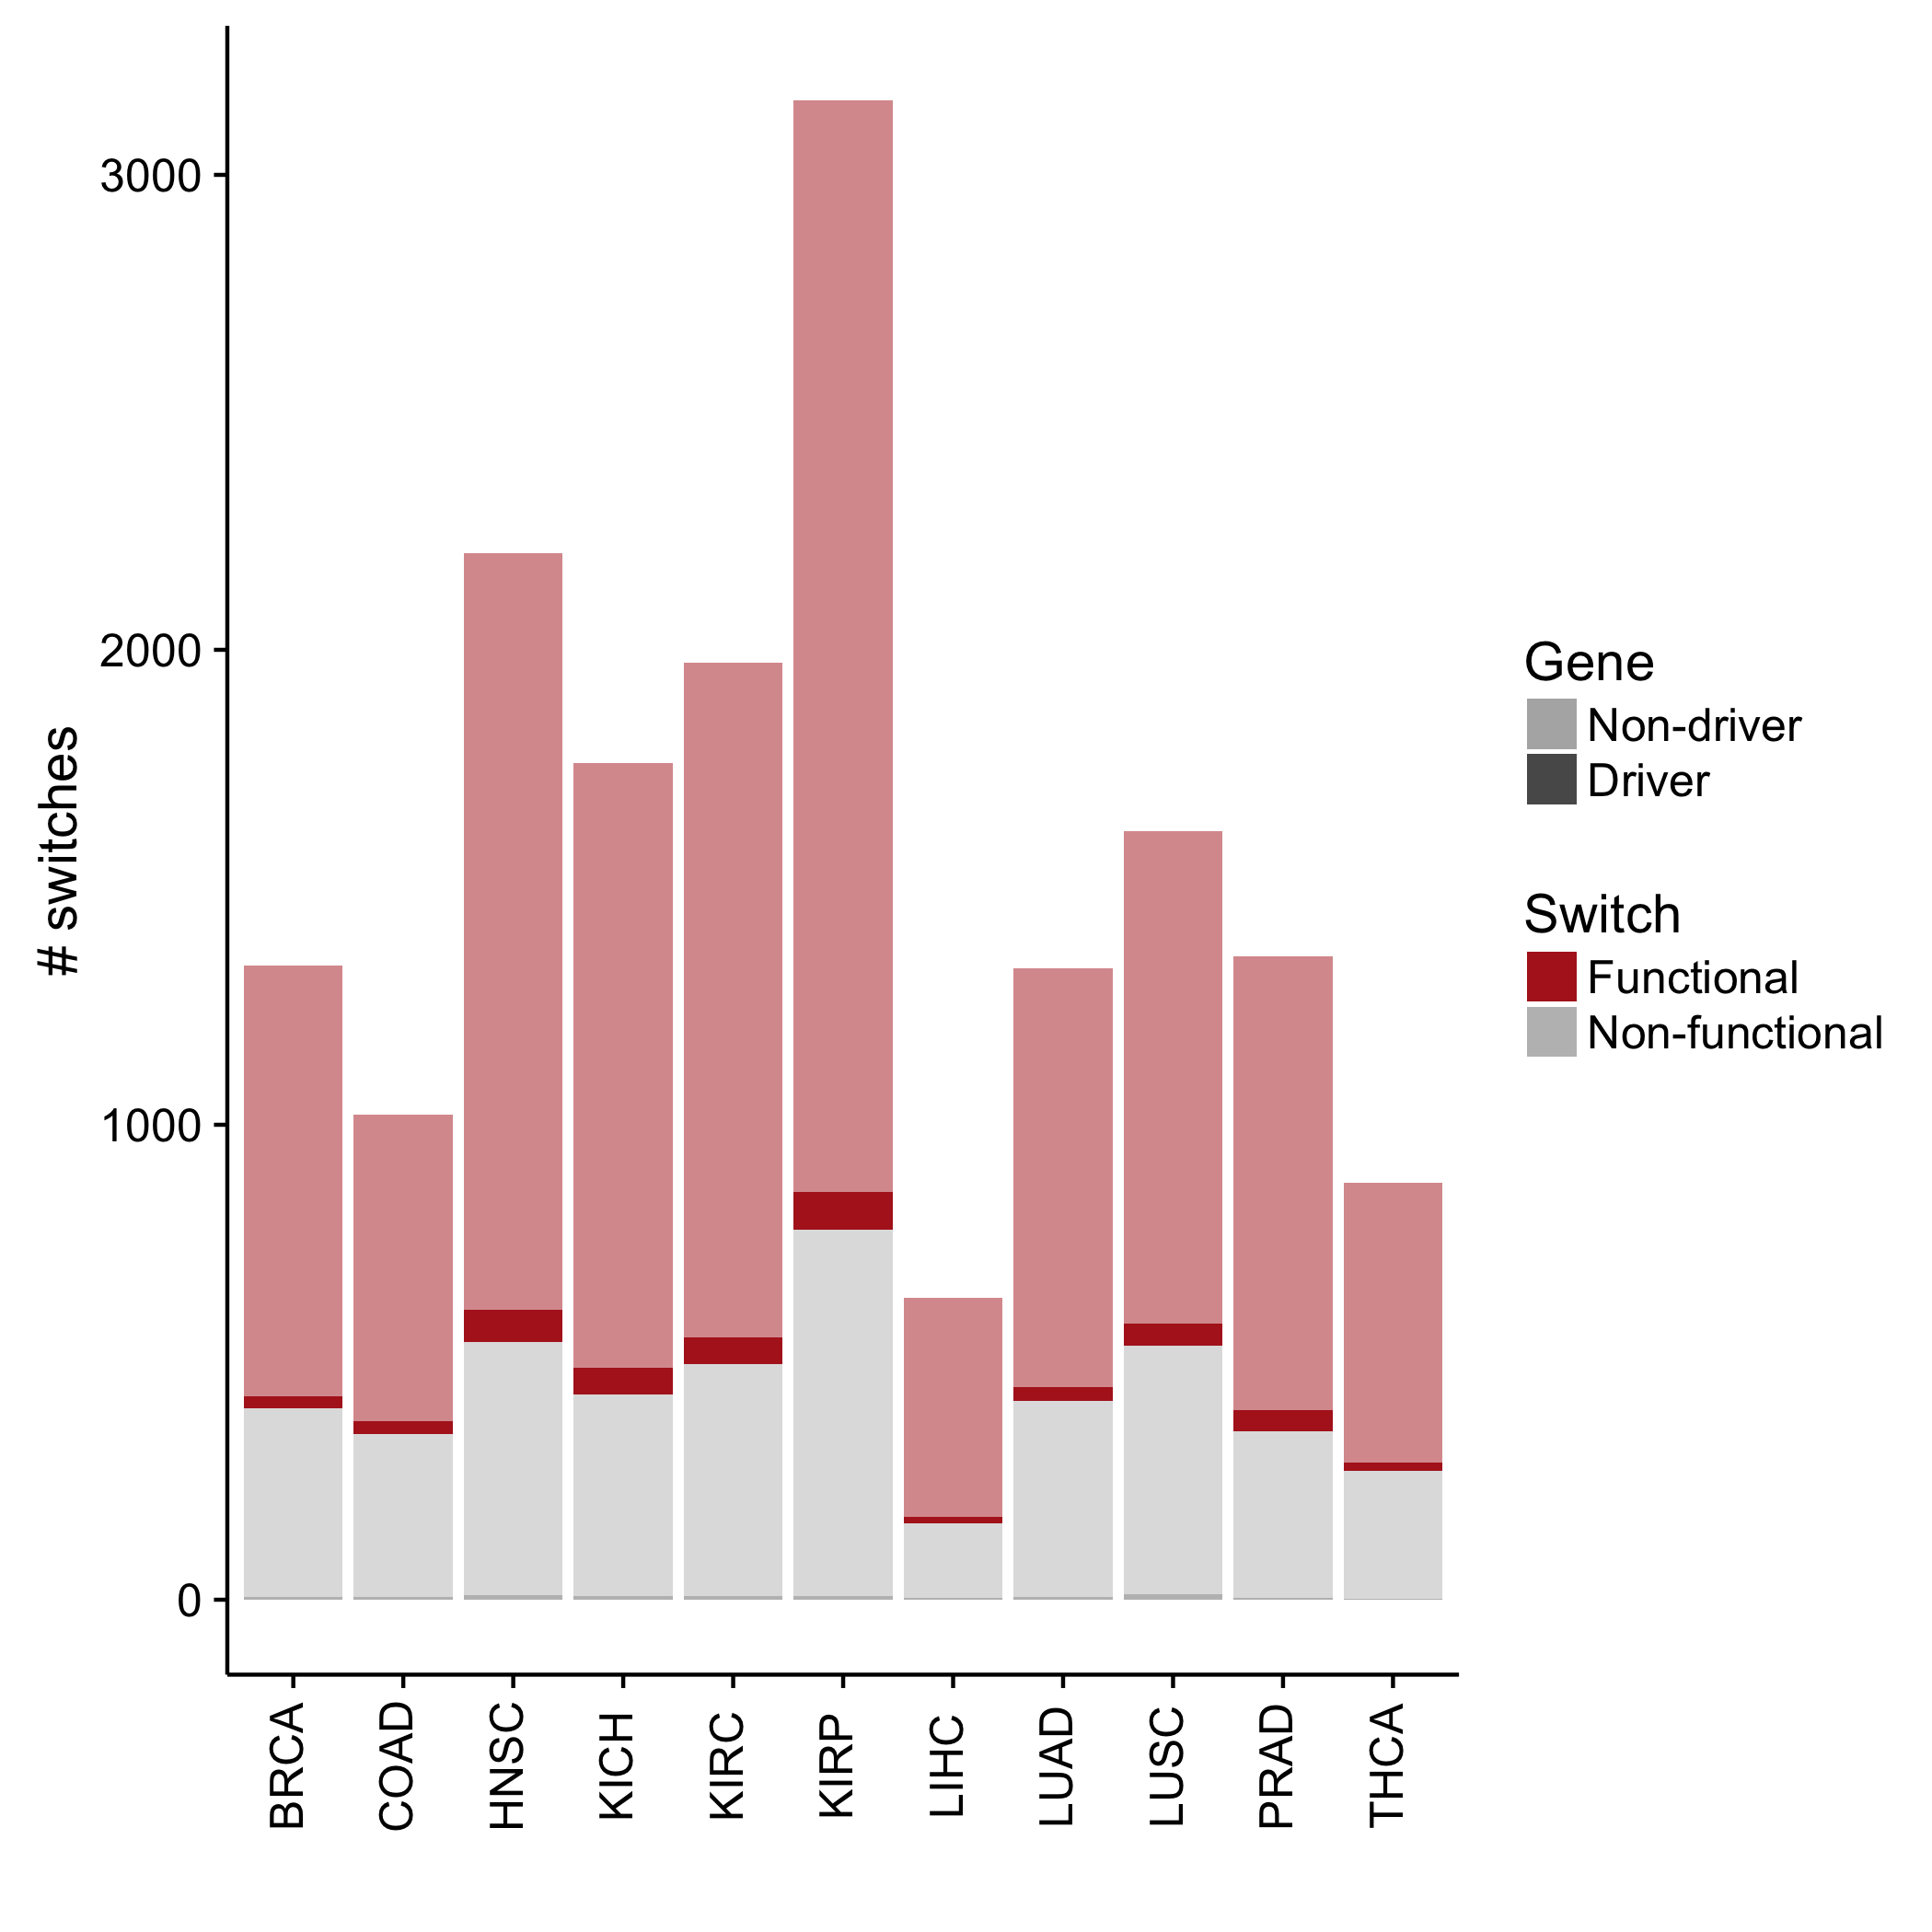 # switches
3000
2000
1000
0
BRCA
COAD
HNSC
KICH
KIRC
KIRP
LIHC
LUAD
LUSC
PRAD
THCA
Gene
Non-driver
Driver
Switch
Functional
Non-functional